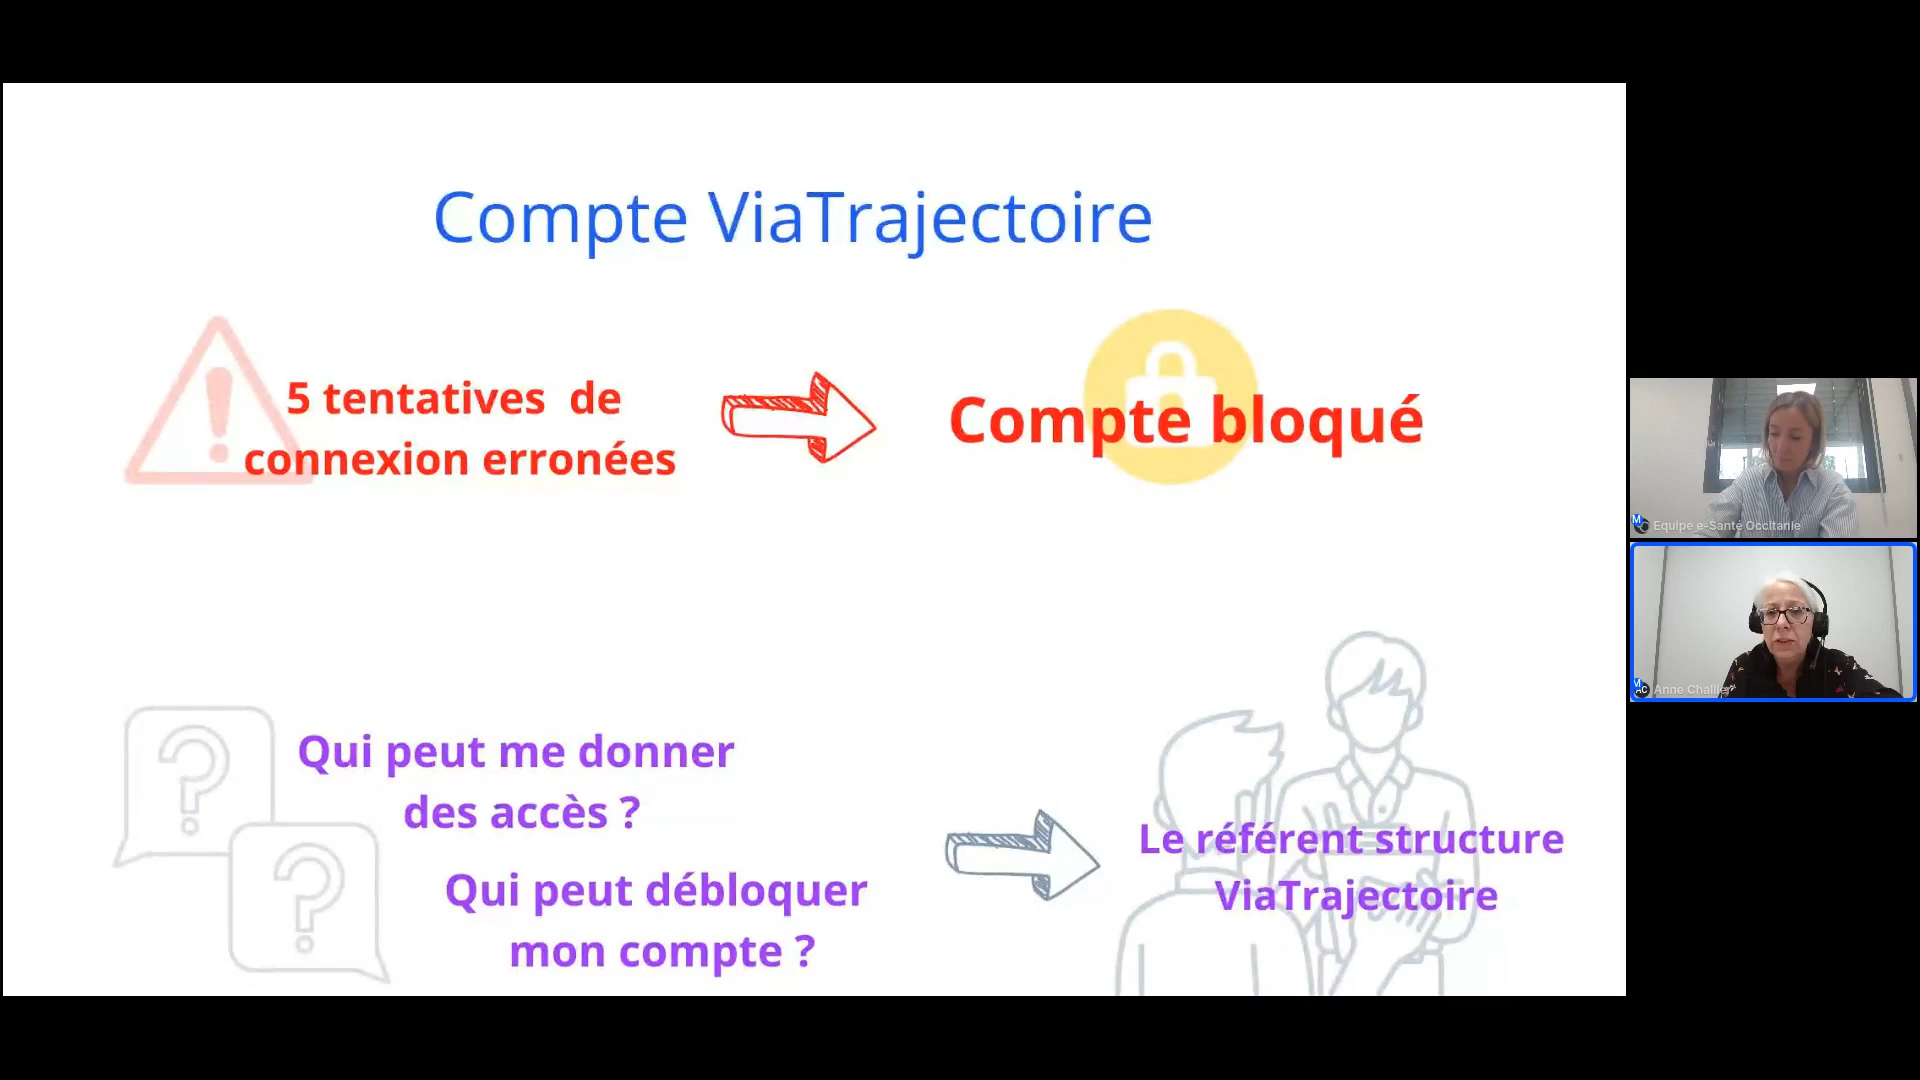 Compte ViaTrajectoire
5 tentatives de
connexion erronées
Compte bloqué
Qui peut me donner
des accès ?
Qui peut débloquer
mon compte ?
Le référent structure
ViaTrajectoire
Equipe e-Santé Occitanie
Anne